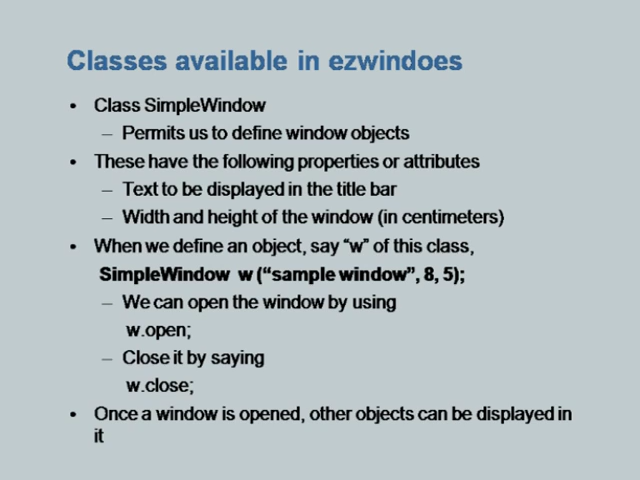 Classes available in ezwindoes
• Class SimpleWindow
– Permits us to define window objects
• These have the following properties or attributes
– Text to be displayed in the title bar
– Width and height of the window (in centimeters)
• When we define an object, say “w” of this class,
SimpleWindow w (“sample window”, 8, 5);
– We can open the window by using
w.open;
– Close it by saying
w.close;
• Once a window is opened, other objects can be displayed in
it